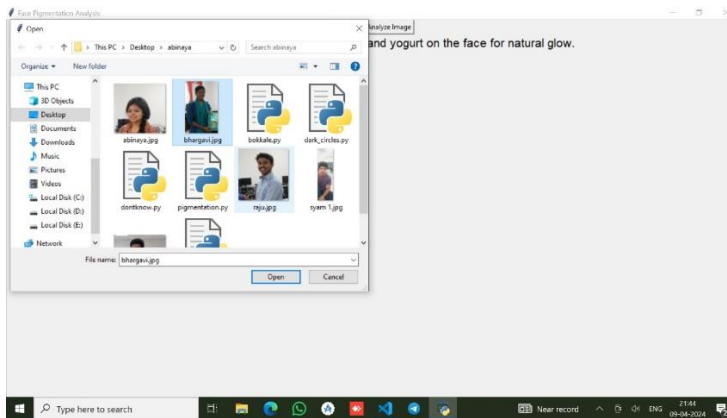 Face Pigmentation Analysis
Open
Analyze Image
This PC > Desktop > abinaya
Search abinaya
and yogurt on the face for natural glow.
Organize
New folder
This PC
3D Objects
Desktop
Documents
Downloads
Music
Pictures
Videos
Local Disk (C:)
Local Disk (D:)
Local Disk (E:)
Network
abinaya.jpg
bhargavi.jpg
bokkale.py
dark_circles.py
dontknow.py
pigmentation.py
raju.jpg
syam 1.jpg
File name: bhargavi.jpg
Open
Cancel
Type here to search
Near record
ENG
21:44
09-04-2024